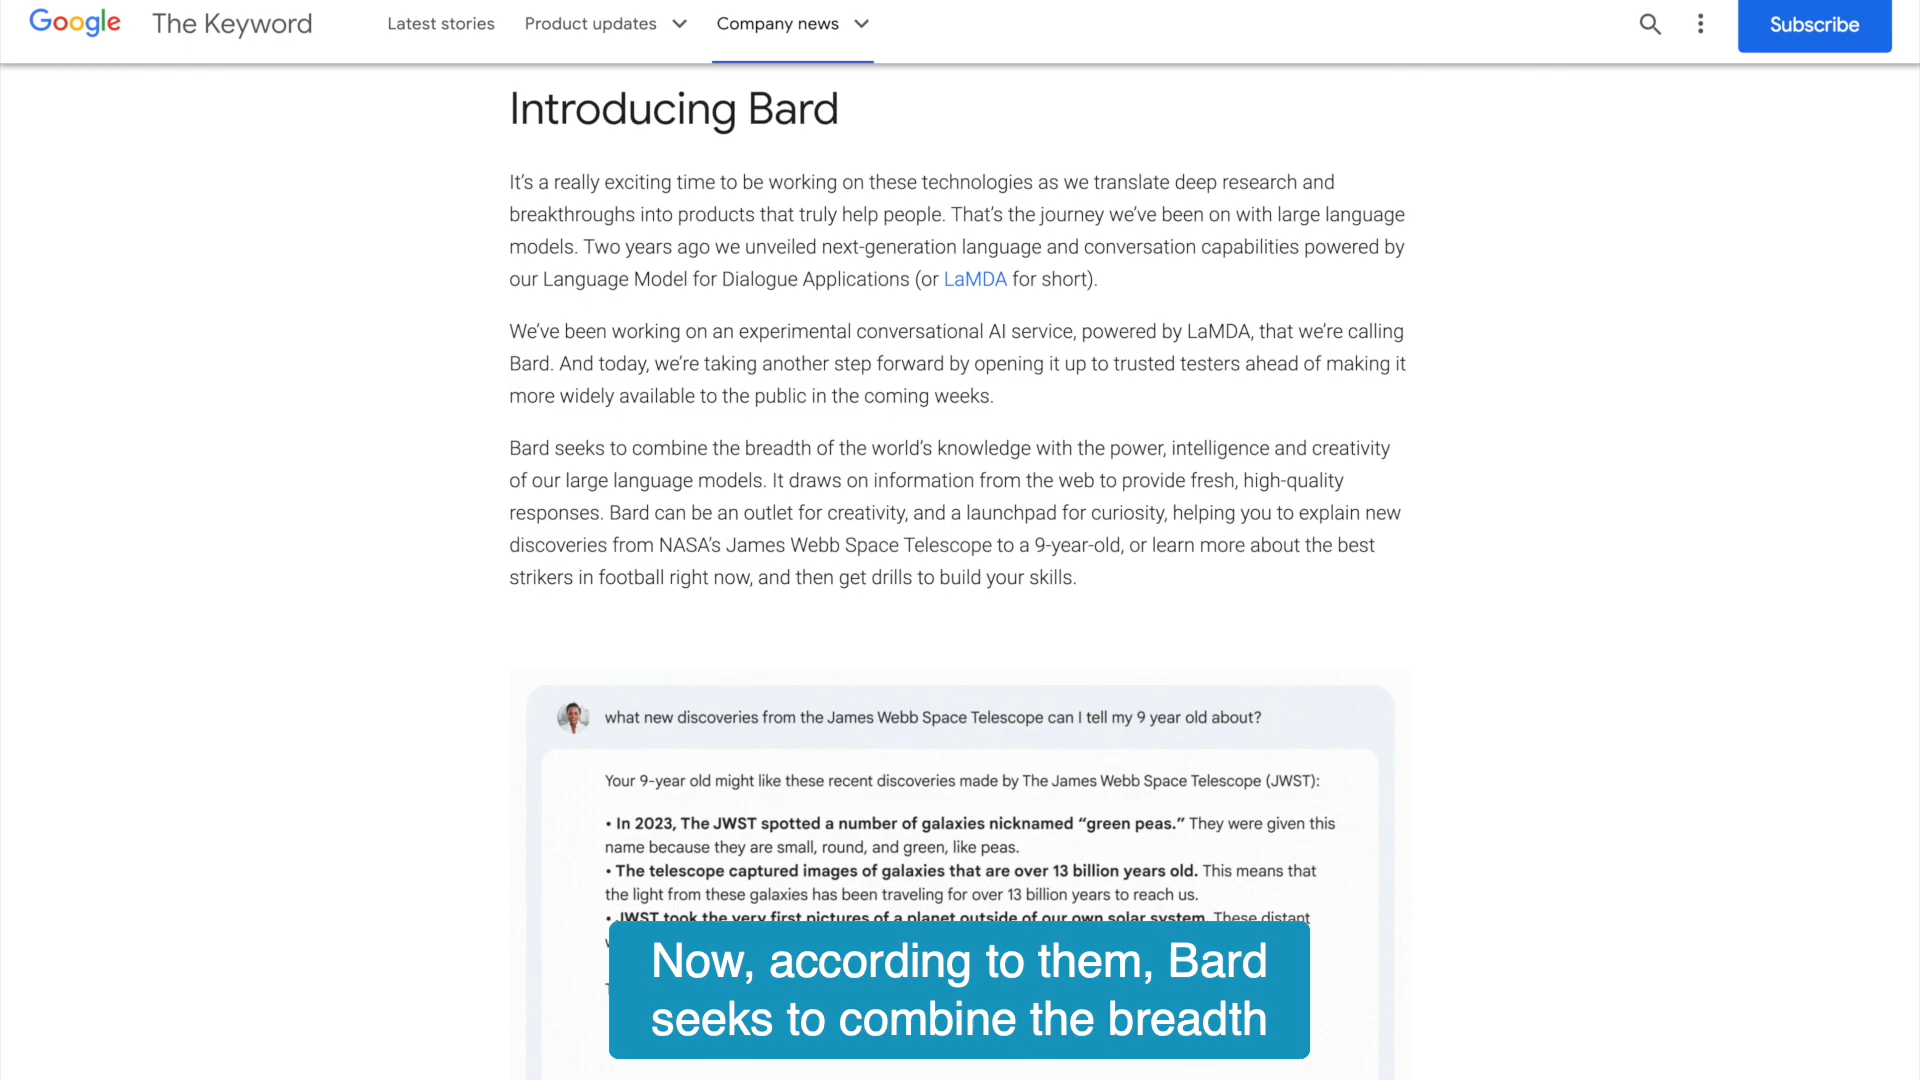 Google The Keyword Latest stories Product updates Company news Subscribe
Introducing Bard
It's a really exciting time to be working on these technologies as we translate deep research and
breakthroughs into products that truly help people. That's the journey we've been on with large language
models. Two years ago we unveiled next-generation language and conversation capabilities powered by
our Language Model for Dialogue Applications (or LaMDA for short).
We've been working on an experimental conversational AI service, powered by LaMDA, that we're calling
Bard. And today, we're taking another step forward by opening it up to trusted testers ahead of making it
more widely available to the public in the coming weeks.
Bard seeks to combine the breadth of the world's knowledge with the power, intelligence and creativity
of our large language models. It draws on information from the web to provide fresh, high-quality
responses. Bard can be an outlet for creativity, and a launchpad for curiosity, helping you to explain new
discoveries from NASA's James Webb Space Telescope to a 9-year-old, or learn more about the best
strikers in football right now, and then get drills to build your skills.
what new discoveries from the James Webb Space Telescope can I tell my 9 year old about?
Your 9-year old might like these recent discoveries made by The James Webb Space Telescope (JWST):
• In 2023, The JWST spotted a number of galaxies nicknamed “green peas.” They were given this
name because they are small, round, and green, like peas.
• The telescope captured images of galaxies that are over 13 billion years old. This means that
the light from these galaxies has been traveling for over 13 billion years to reach us.
• JWST took the very first pictures of a planet outside of our own solar system. These distant
Now, according to them, Bard
seeks to combine the breadth